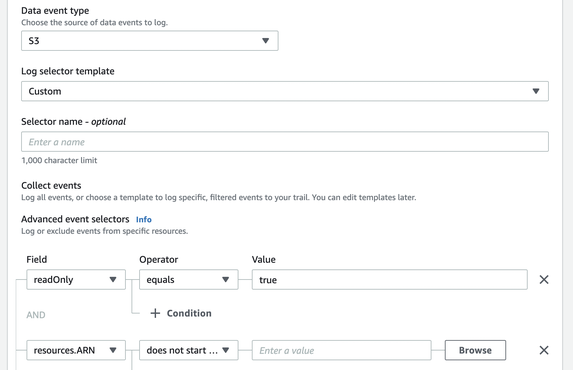 Data event type
Choose the source of data events to log.
S3
Log selector template
Custom
Selector name - optional
Enter a name
1,000 character limit
Collect events
Log all events, or choose a template to log specific, filtered events to your trail. You can edit templates later.
Advanced event selectors Info
Log or exclude events from specific resources.
Field Operator Value
readOnly equals true
AND + Condition
resources.ARN does not start ... Enter a value Browse